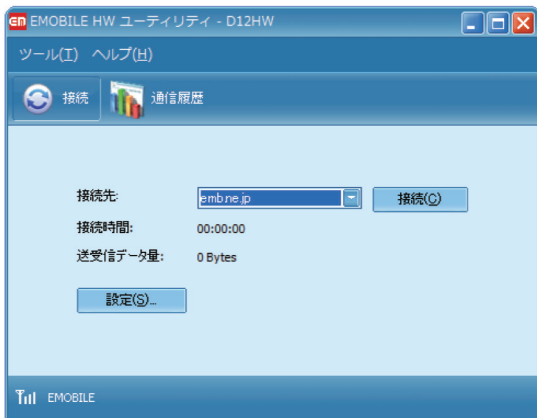 EM EMOBILE HW ユーティリティ - D12HW
ツール(T) ヘルプ(H)
接続 通信履歴
接続先: emb.ne.jp 接続(C)
接続時間: 00:00:00
送受信データ量: 0 Bytes
設定(S)...
EMOBILE